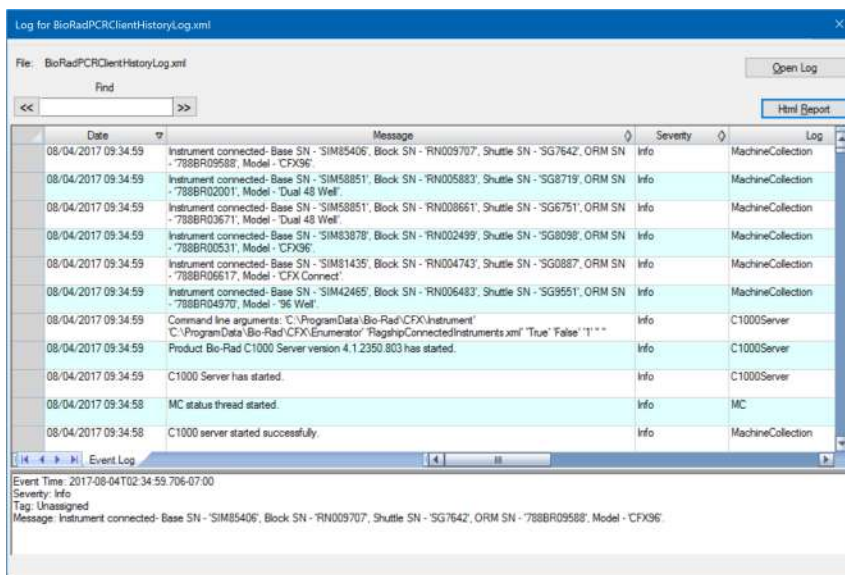 Log for BioRadPCRClientHistoryLog.xml
File: BioRadPCRClientHistoryLog.xml
Open Log
Find
<< >>
Html Report
Date Message Severity Log
08/04/2017 09:34:59 Instrument connected- Base SN - 'SIM85406', Block SN - 'RN009707', Shuttle SN - 'SG7642', ORM SN Info MachineCollection
- '788BR09588', Model - 'CFX96'.
08/04/2017 09:34:59 Instrument connected- Base SN - 'SIM58851', Block SN - 'RN005883', Shuttle SN - 'SG8719', ORM SN Info MachineCollection
- '788BR02001', Model - 'Dual 48 Well'.
08/04/2017 09:34:59 Instrument connected- Base SN - 'SIM58851', Block SN - 'RN008661', Shuttle SN - 'SG6751', ORM SN Info MachineCollection
- '788BR03671', Model - 'Dual 48 Well'.
08/04/2017 09:34:59 Instrument connected- Base SN - 'SIM83878', Block SN - 'RN002499', Shuttle SN - 'SG8098', ORM SN Info MachineCollection
- '788BR00531', Model - 'CFX96'.
08/04/2017 09:34:59 Instrument connected- Base SN - 'SIM81435', Block SN - 'RN004743', Shuttle SN - 'SG0887', ORM SN Info MachineCollection
- '788BR06617', Model - 'CFX Connect'.
08/04/2017 09:34:59 Instrument connected- Base SN - 'SIM42465', Block SN - 'RN006483', Shuttle SN - 'SG9551', ORM SN Info MachineCollection
- '788BR04970', Model - '96 Well'.
08/04/2017 09:34:59 Command line arguments: 'C:\ProgramData\Bio-Rad\CFX\Instrument' Info C1000Server
'C:\ProgramData\Bio-Rad\CFX\Enumerator' 'FlagshipConnectedInstruments.xml' 'True' 'False' '1' '' ''
08/04/2017 09:34:59 Product Bio-Rad C1000 Server version 4.1.2350.803 has started. Info C1000Server
08/04/2017 09:34:59 C1000 Server has started. Info C1000Server
08/04/2017 09:34:58 MC status thread started. Info MC
08/04/2017 09:34:58 C1000 server started successfully. Info MachineCollection
Event Log
Event Time: 2017-08-04T02:34:59.706-07:00
Severity: Info
Tag: Unassigned
Message: Instrument connected- Base SN - 'SIM85406', Block SN - 'RN009707', Shuttle SN - 'SG7642', ORM SN - '788BR09588', Model - 'CFX96'.